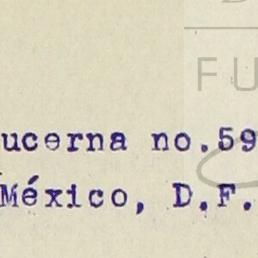 FU
ucerna no.59
México, D.F.